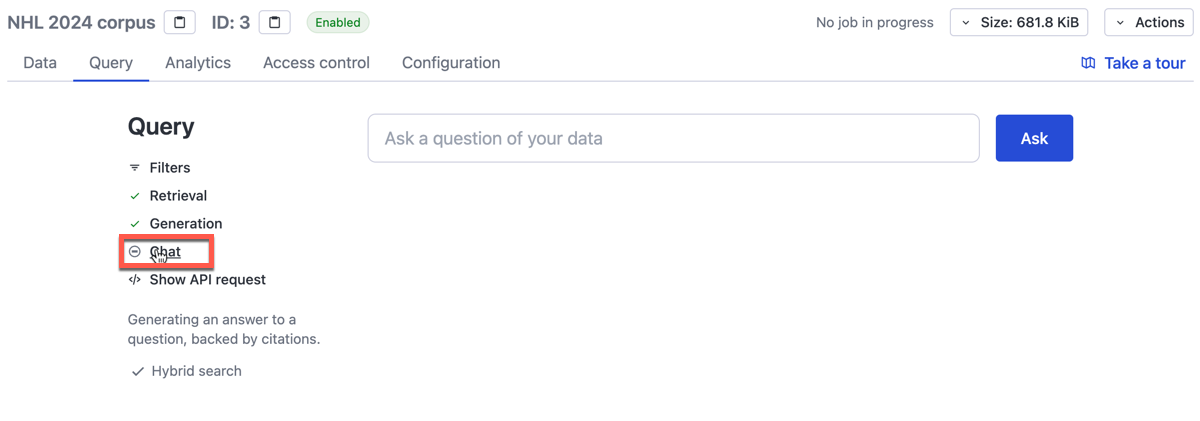 NHL 2024 corpus ID: 3 Enabled No job in progress Size: 681.8 KiB Actions
Data Query Analytics Access control Configuration Take a tour
Query
Ask a question of your data Ask
Filters
Retrieval
Generation
Chat
Show API request
Generating an answer to a
question, backed by citations.
Hybrid search